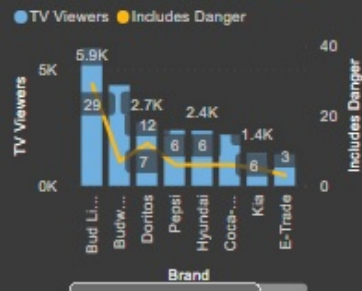 TV Viewers Includes Danger
5.9K
40
5K
2.7K
2.4K
29
12
20
1.4K
6
6
7
6
3
0K
0
TV Viewers
Includes Danger
Bud Li...
Budw...
Doritos
Pepsi
Hyundai
Coca-...
Kia
E-Trade
Brand